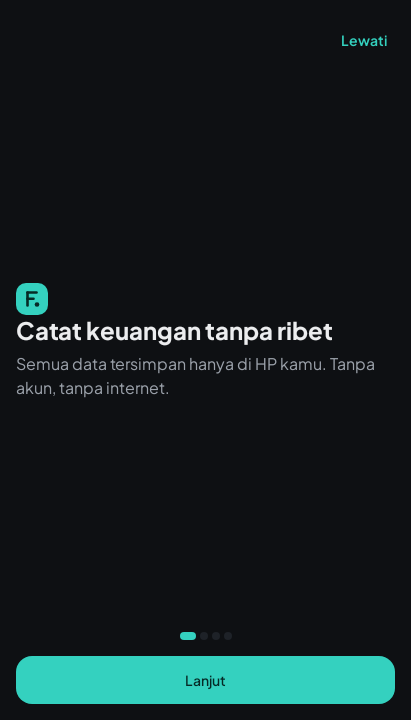 Lewati
F.
Catat keuangan tanpa ribet
Semua data tersimpan hanya di HP kamu. Tanpa
akun, tanpa internet.
Lanjut